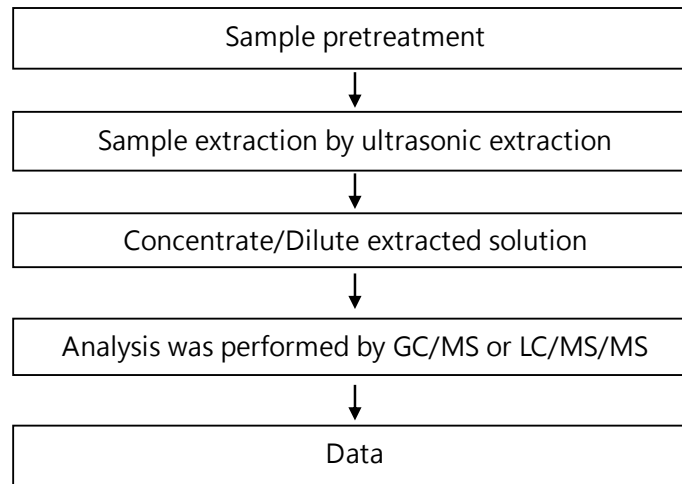 Sample pretreatment
Sample extraction by ultrasonic extraction
Concentrate/Dilute extracted solution
Analysis was performed by GC/MS or LC/MS/MS
Data